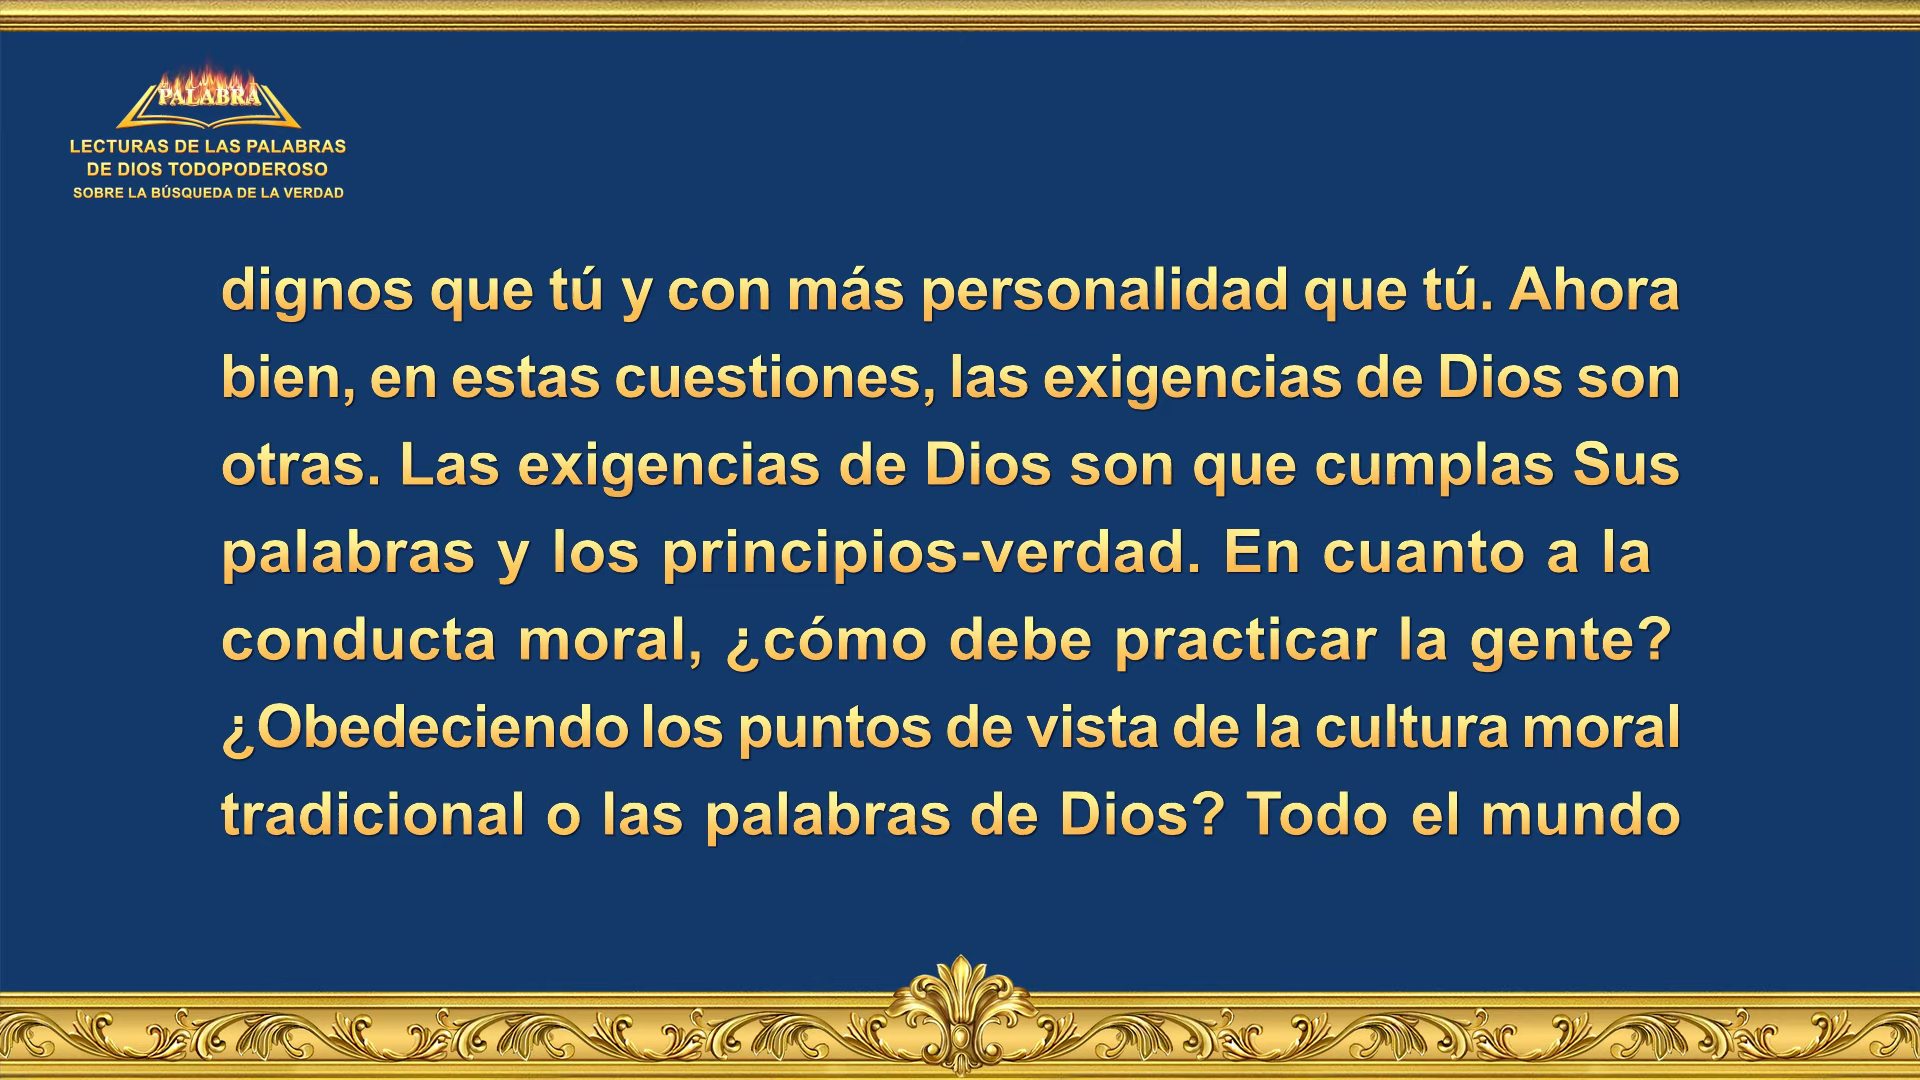 PALABRA
LECTURAS DE LAS PALABRAS
DE DIOS TODOPODEROSO
SOBRE LA BÚSQUEDA DE LA VERDAD
dignos que tú y con más personalidad que tú. Ahora
bien, en estas cuestiones, las exigencias de Dios son
otras. Las exigencias de Dios son que cumplas Sus
palabras y los principios-verdad. En cuanto a la
conducta moral, ¿cómo debe practicar la gente?
¿Obedeciendo los puntos de vista de la cultura moral
tradicional o las palabras de Dios? Todo el mundo